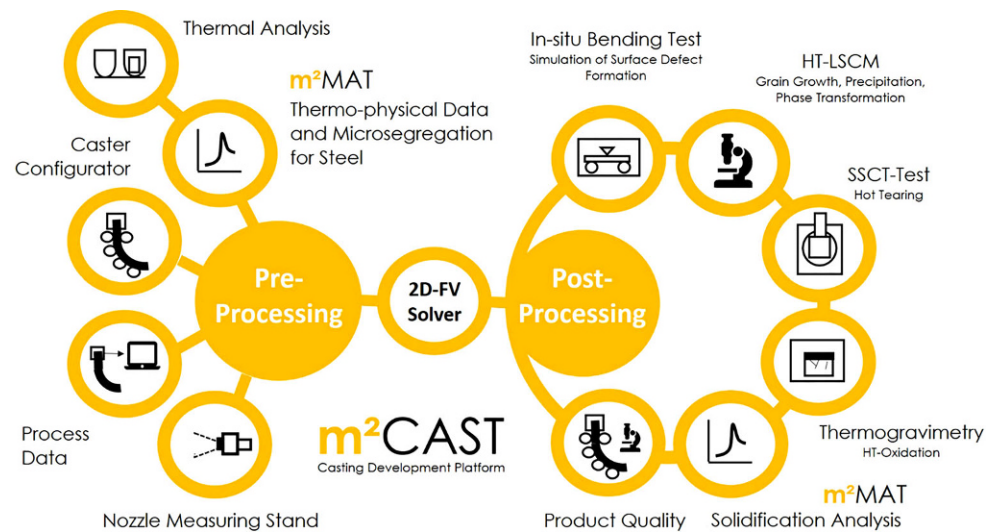 Thermal Analysis
m²MAT
Thermo-physical Data
and Microsegregation
for Steel
Caster
Configurator
Pre-
Processing
Process
Data
Nozzle Measuring Stand
2D-FV
Solver
m²CAST
Casting Development Platform
In-situ Bending Test
Simulation of Surface Defect
Formation
HT-LSCM
Grain Growth, Precipitation,
Phase Transformation
SSCT-Test
Hot Tearing
Post-
Processing
Thermogravimetry
HT-Oxidation
m²MAT
Solidification Analysis
Product Quality